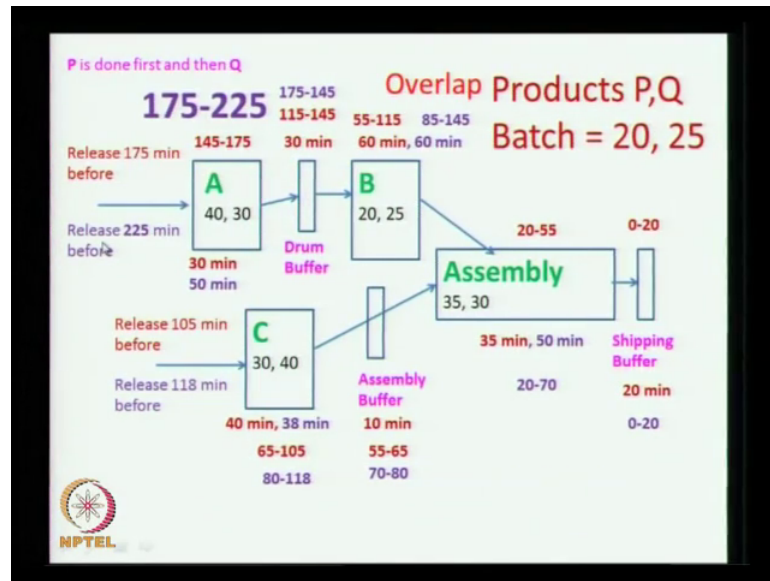 P is done first and then Q
175-225
175-145
115-145
Overlap
Products P,Q
Batch = 20, 25
55-115 85-145
145-175
30 min
60 min, 60 min
Release 175 min
before
A
40, 30
B
20, 25
Release 225 min
before
Drum
Buffer
20-55
0-20
30 min
50 min
Assembly
35, 30
Release 105 min
before
C
30, 40
35 min, 50 min
Shipping
Buffer
Release 118 min
before
Assembly
Buffer
20-70
20 min
40 min, 38 min
10 min
0-20
65-105
55-65
80-118
70-80
NPTEL